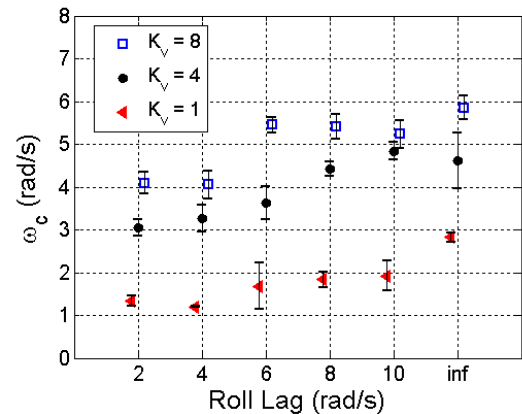 8
7
6
5
4
3
2
1
0
K_v = 8
K_v = 4
K_v = 1
ω_c (rad/s)
2 4 6 8 10 inf
Roll Lag (rad/s)